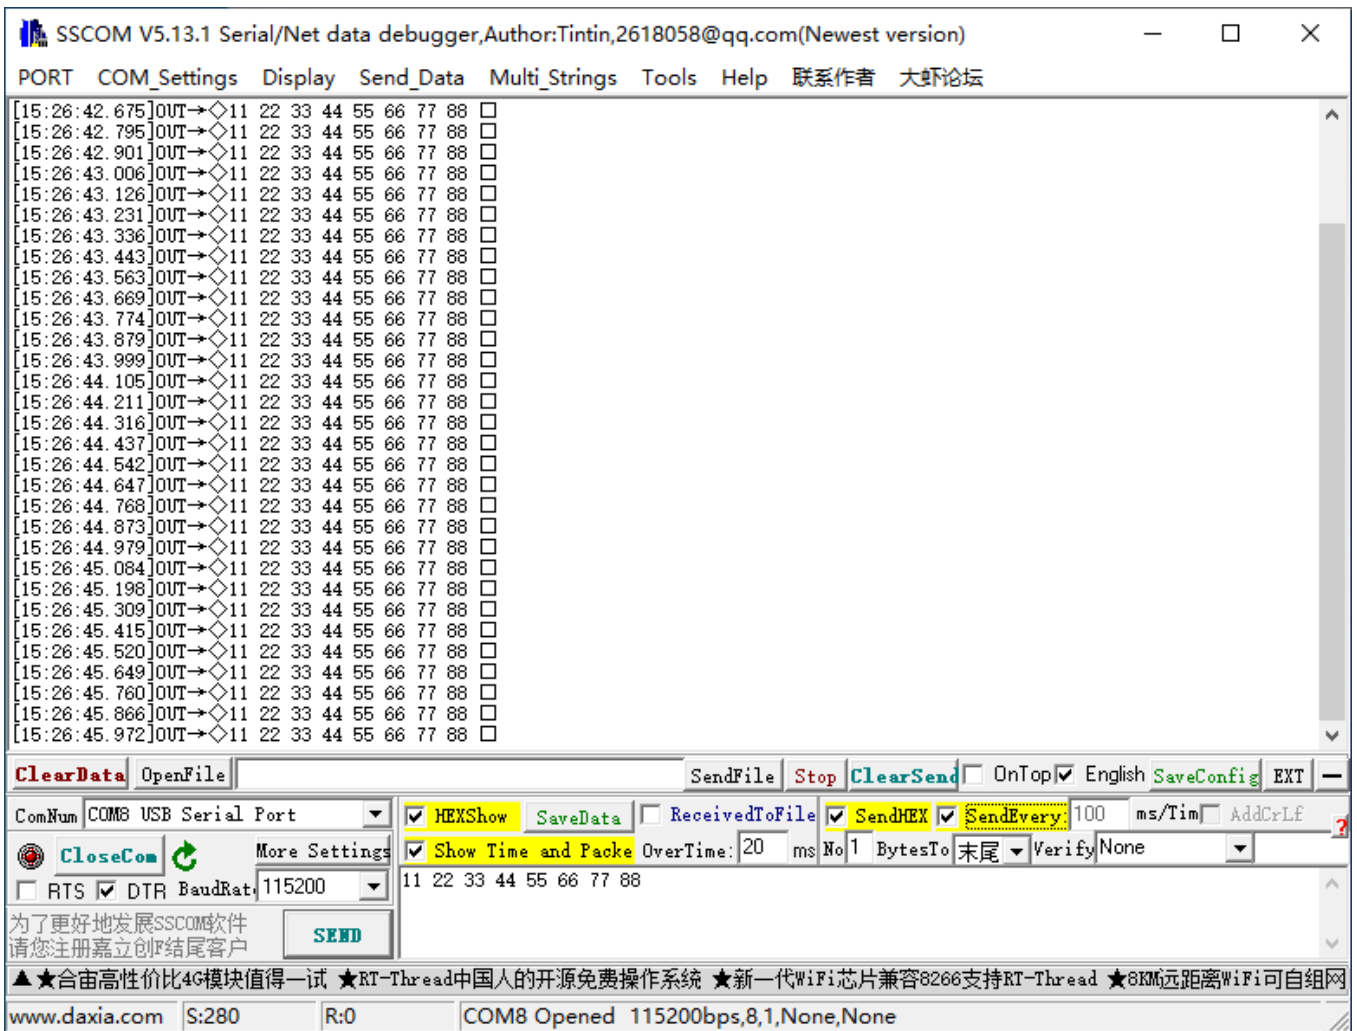 SSCOM V5.13.1 Serial/Net data debugger,Author:Tintin,2618058@qq.com(Newest version)
PORT COM_Settings Display Send_Data Multi_Strings Tools Help 联系作者 大虾论坛
[15:26:42.675]OUT→◇11 22 33 44 55 66 77 88 □
[15:26:42.795]OUT→◇11 22 33 44 55 66 77 88 □
[15:26:42.901]OUT→◇11 22 33 44 55 66 77 88 □
[15:26:43.006]OUT→◇11 22 33 44 55 66 77 88 □
[15:26:43.126]OUT→◇11 22 33 44 55 66 77 88 □
[15:26:43.231]OUT→◇11 22 33 44 55 66 77 88 □
[15:26:43.336]OUT→◇11 22 33 44 55 66 77 88 □
[15:26:43.443]OUT→◇11 22 33 44 55 66 77 88 □
[15:26:43.563]OUT→◇11 22 33 44 55 66 77 88 □
[15:26:43.669]OUT→◇11 22 33 44 55 66 77 88 □
[15:26:43.774]OUT→◇11 22 33 44 55 66 77 88 □
[15:26:43.879]OUT→◇11 22 33 44 55 66 77 88 □
[15:26:43.999]OUT→◇11 22 33 44 55 66 77 88 □
[15:26:44.105]OUT→◇11 22 33 44 55 66 77 88 □
[15:26:44.211]OUT→◇11 22 33 44 55 66 77 88 □
[15:26:44.316]OUT→◇11 22 33 44 55 66 77 88 □
[15:26:44.437]OUT→◇11 22 33 44 55 66 77 88 □
[15:26:44.542]OUT→◇11 22 33 44 55 66 77 88 □
[15:26:44.647]OUT→◇11 22 33 44 55 66 77 88 □
[15:26:44.768]OUT→◇11 22 33 44 55 66 77 88 □
[15:26:44.873]OUT→◇11 22 33 44 55 66 77 88 □
[15:26:44.979]OUT→◇11 22 33 44 55 66 77 88 □
[15:26:45.084]OUT→◇11 22 33 44 55 66 77 88 □
[15:26:45.198]OUT→◇11 22 33 44 55 66 77 88 □
[15:26:45.309]OUT→◇11 22 33 44 55 66 77 88 □
[15:26:45.415]OUT→◇11 22 33 44 55 66 77 88 □
[15:26:45.520]OUT→◇11 22 33 44 55 66 77 88 □
[15:26:45.649]OUT→◇11 22 33 44 55 66 77 88 □
[15:26:45.760]OUT→◇11 22 33 44 55 66 77 88 □
[15:26:45.866]OUT→◇11 22 33 44 55 66 77 88 □
[15:26:45.972]OUT→◇11 22 33 44 55 66 77 88 □
ClearData OpenFile SendFile Stop ClearSend OnTop English SaveConfig EXT —
ComNum COM8 USB Serial Port HEXShow SaveData ReceivedToFile SendHEX SendEvery: 100 ms/Tim AddCrLf ?
CloseCom More Settings Show Time and Packe OverTime: 20 ms No 1 BytesTo 末尾 Verify None
RTS DTR BaudRat 115200 11 22 33 44 55 66 77 88
为了更好地发展SSCOM软件
请您注册嘉立创F结尾客户 SEND
▲★合宙高性价比4G模块值得一试 ★RT-Thread中国人的开源免费操作系统 ★新一代WiFi芯片兼容8266支持RT-Thread ★8KM远距离WiFi可自组网
www.daxia.com S:280 R:0 COM8 Opened 115200bps,8,1,None,None